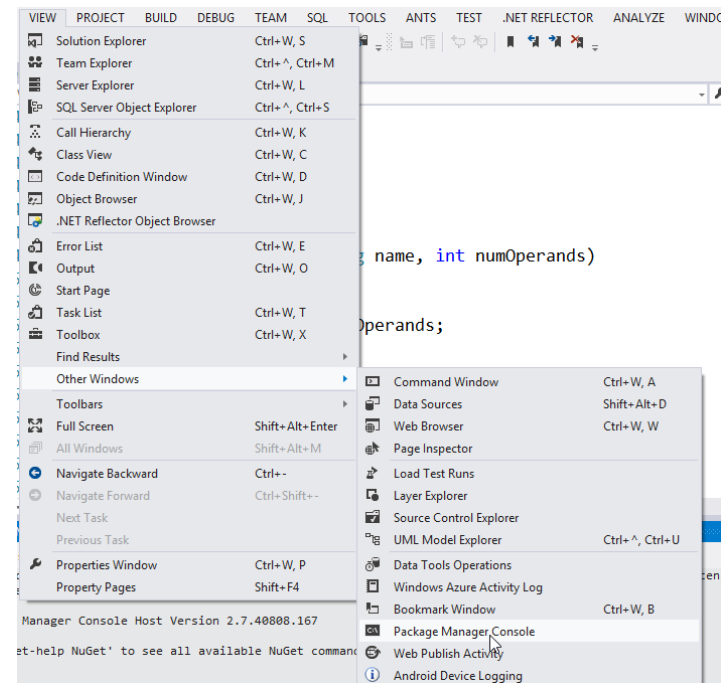 VIEW PROJECT BUILD DEBUG TEAM SQL TOOLS ANTS TEST .NET REFLECTOR ANALYZE
Solution Explorer Ctrl+W, S
Team Explorer Ctrl+^, Ctrl+M
Server Explorer Ctrl+W, L
SQL Server Object Explorer Ctrl+^, Ctrl+S
Call Hierarchy Ctrl+W, K
Class View Ctrl+W, C
Code Definition Window Ctrl+W, D
Object Browser Ctrl+W, J
.NET Reflector Object Browser
Error List Ctrl+W, E
name, int numOperands)
Output Ctrl+W, O
Start Page
Task List Ctrl+W, T
Operands;
Toolbox Ctrl+W, X
Find Results
Other Windows
Toolbars
Full Screen Shift+Alt+Enter
All Windows Shift+Alt+M
Navigate Backward Ctrl+-
Navigate Forward Ctrl+Shift+-
Next Task
Previous Task
Properties Window Ctrl+W, P
Property Pages Shift+F4
Command Window Ctrl+W, A
Data Sources Shift+Alt+D
Web Browser Ctrl+W, W
Page Inspector
Load Test Runs
Layer Explorer
Source Control Explorer
UML Model Explorer Ctrl+^, Ctrl+U
Data Tools Operations
Windows Azure Activity Log
Bookmark Window Ctrl+W, B
Package Manager Console
Web Publish Activity
Android Device Logging
Manager Console Host Version 2.7.40808.167
et-help NuGet' to see all available NuGet